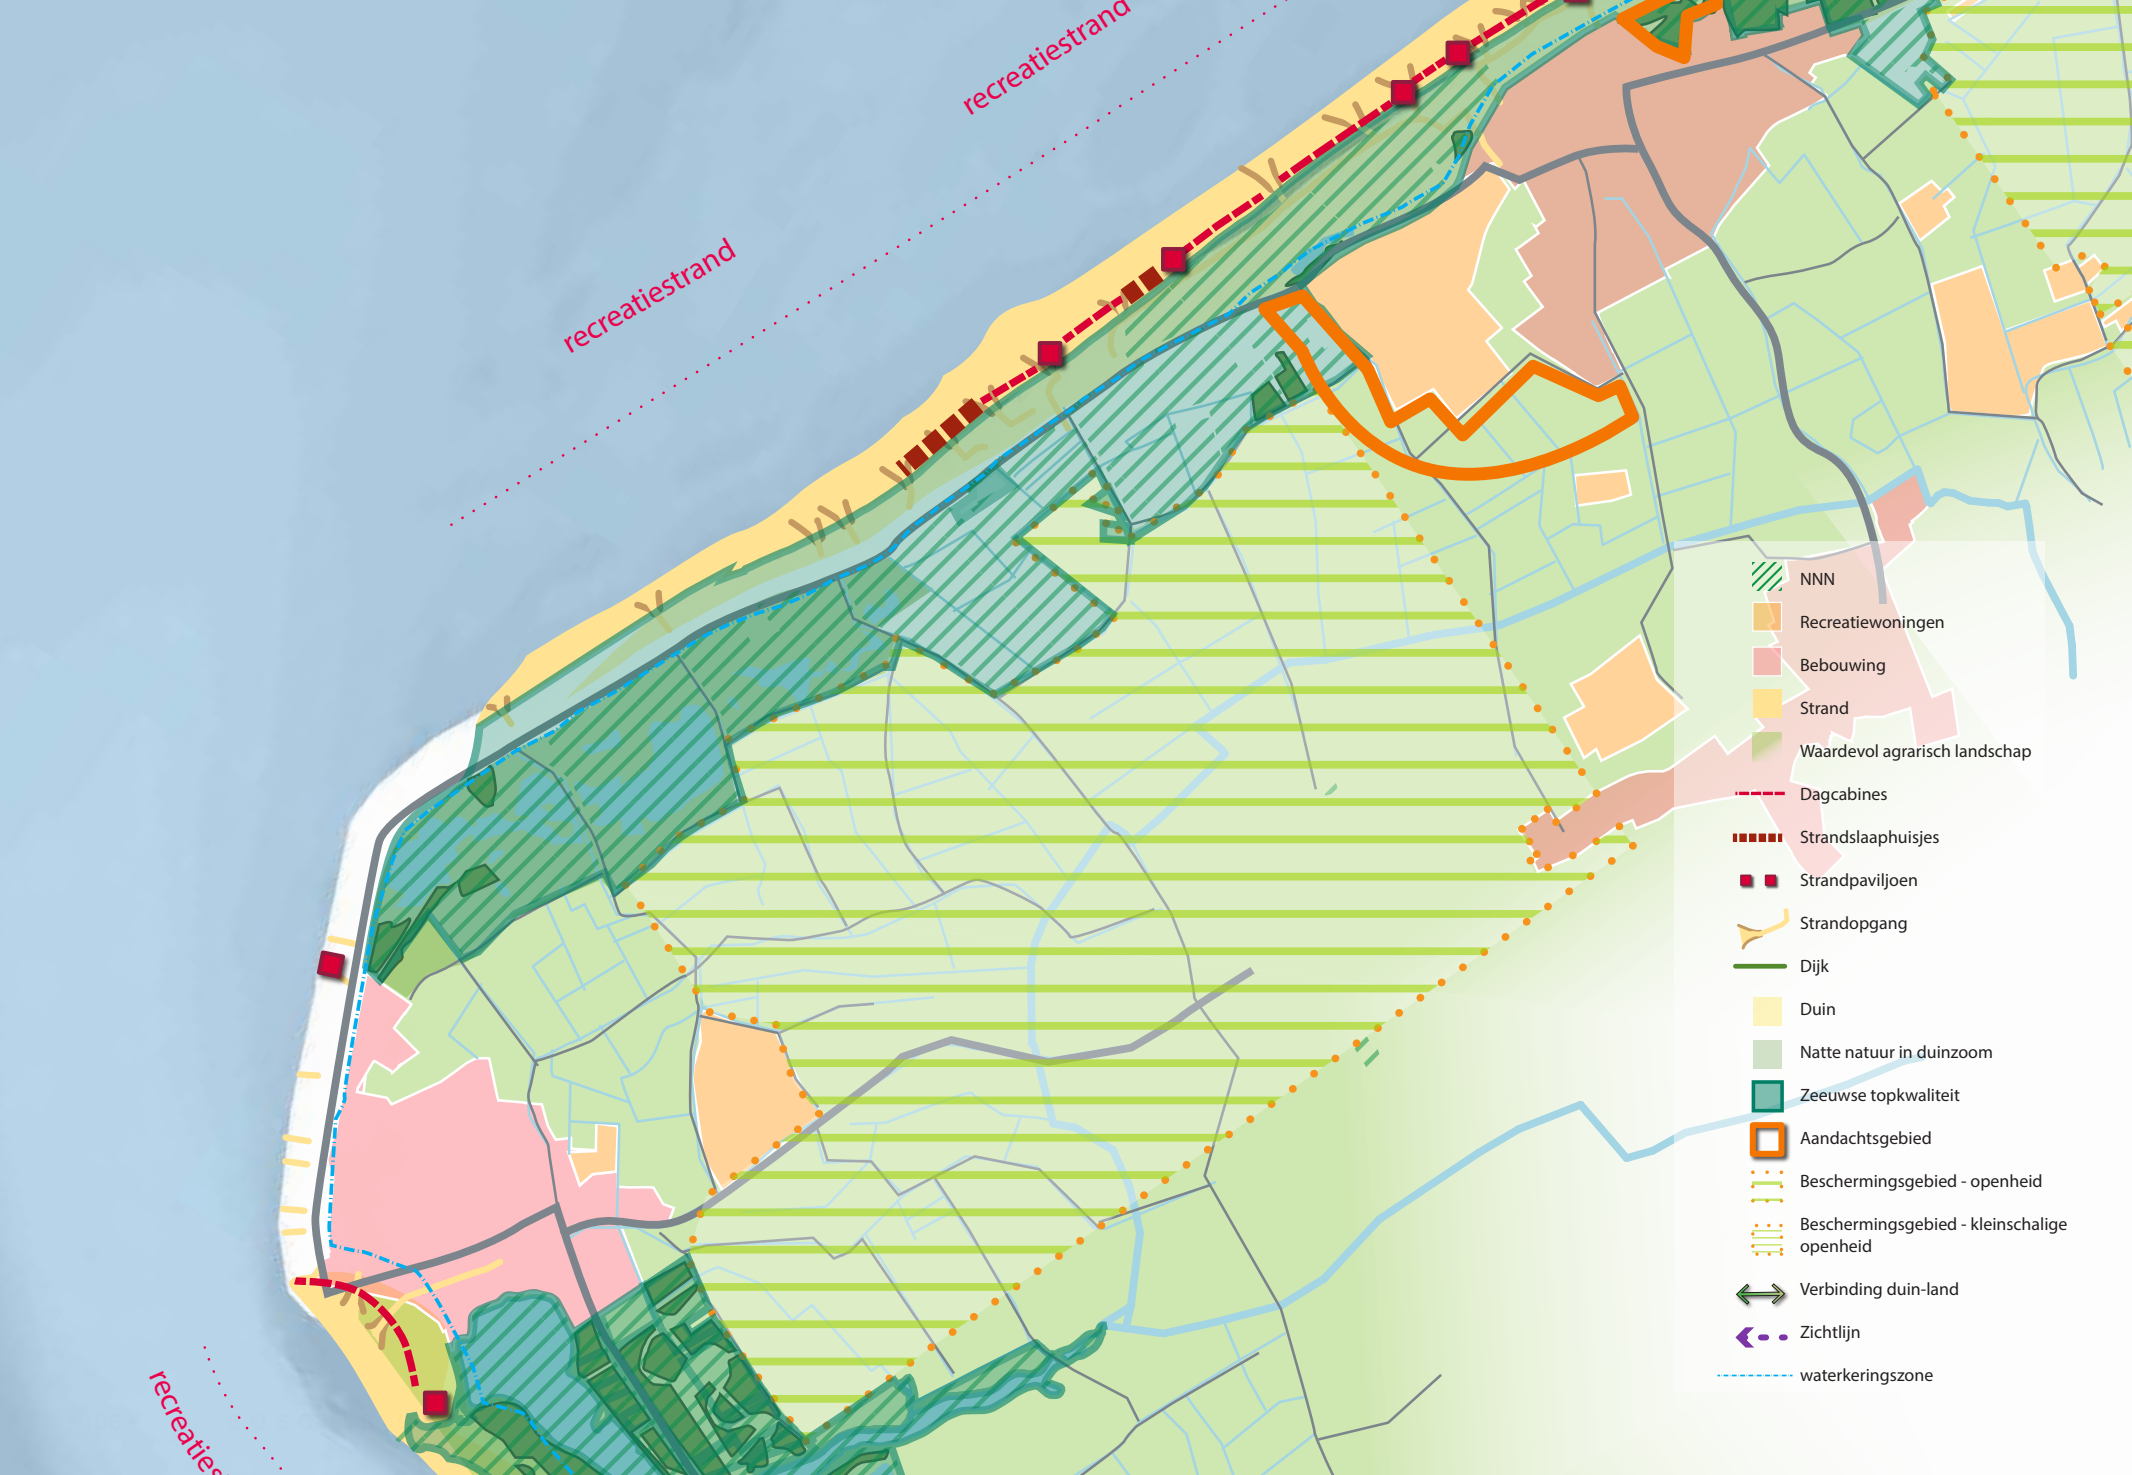 recreatiestrand
recreatiestrand
recreaties
NNN
Recreatiewoningen
Bebouwing
Strand
Waardevol agrarisch landschap
Dagcabines
Strandslaaphuisjes
Strandpaviljoen
Strandopgang
Dijk
Duin
Natte natuur in duinzoom
Zeeuwse topkwaliteit
Aandachtsgebied
Beschermingsgebied - openheid
Beschermingsgebied - kleinschalige
openheid
Verbinding duin-land
Zichtlijn
waterkeringszone